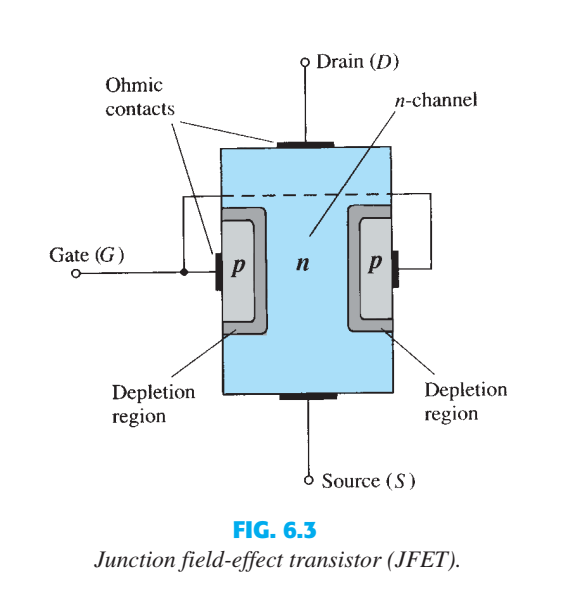 Drain (D)
Ohmic
contacts
n-channel
Gate (G)
p
n
p
Depletion
region
Depletion
region
Source (S)
FIG. 6.3
Junction field-effect transistor (JFET).